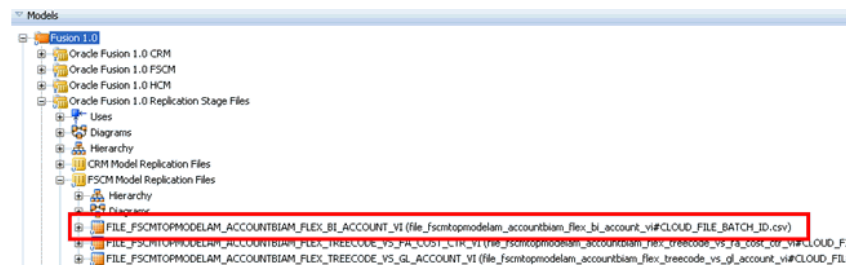 Models
Fusion 1.0
Oracle Fusion 1.0 CRM
Oracle Fusion 1.0 FSCM
Oracle Fusion 1.0 HCM
Oracle Fusion 1.0 Replication Stage Files
Uses
Diagrams
Hierarchy
CRM Model Replication Files
FSCM Model Replication Files
Hierarchy
Diagrams
FILE_FSCMTOPMODELAM_ACCOUNTBIAM_FLEX_BI_ACCOUNT_VI (file_fscmtopmodelam_accountbiam_flex_bi_account_vi#CLOUD_FILE_BATCH_ID.csv)
FILE_FSCMTOPMODELAM_ACCOUNTBIAM_FLEX_TREECODE_VS_FA_COST_CTR_VI (file_fscmtopmodelam_accountbiam_flex_treecode_vs_fa_cost_ctr_vi#CLOUD_F
FILE_FSCMTOPMODELAM_ACCOUNTBIAM_FLEX_TREECODE_VS_GL_ACCOUNT_VI (file_fscmtopmodelam_accountbiam_flex_treecode_vs_gl_account_vi#CLOUD_FIL